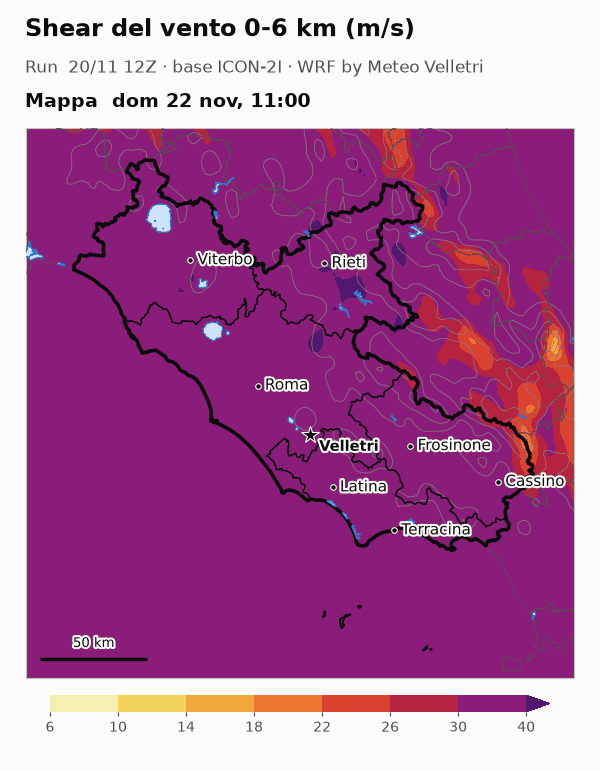 Shear del vento 0-6 km (m/s)
Run  20/11 12Z · base ICON-2I · WRF by Meteo Velletri
Mappa  dom 22 nov, 11:00
Viterbo
Rieti
Roma
Velletri
Frosinone
Latina
Cassino
Terracina
50 km
6 10 14 18 22 26 30 40